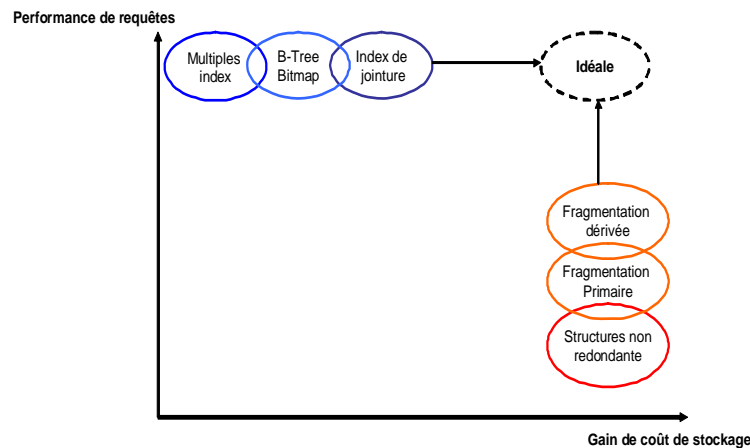 Performance de requêtes
Multiples
index
B-Tree
Bitmap
Index de
jointure
Idéale
Fragmentation
dérivée
Fragmentation
Primaire
Structures non
redondante
Gain de coût de stockage